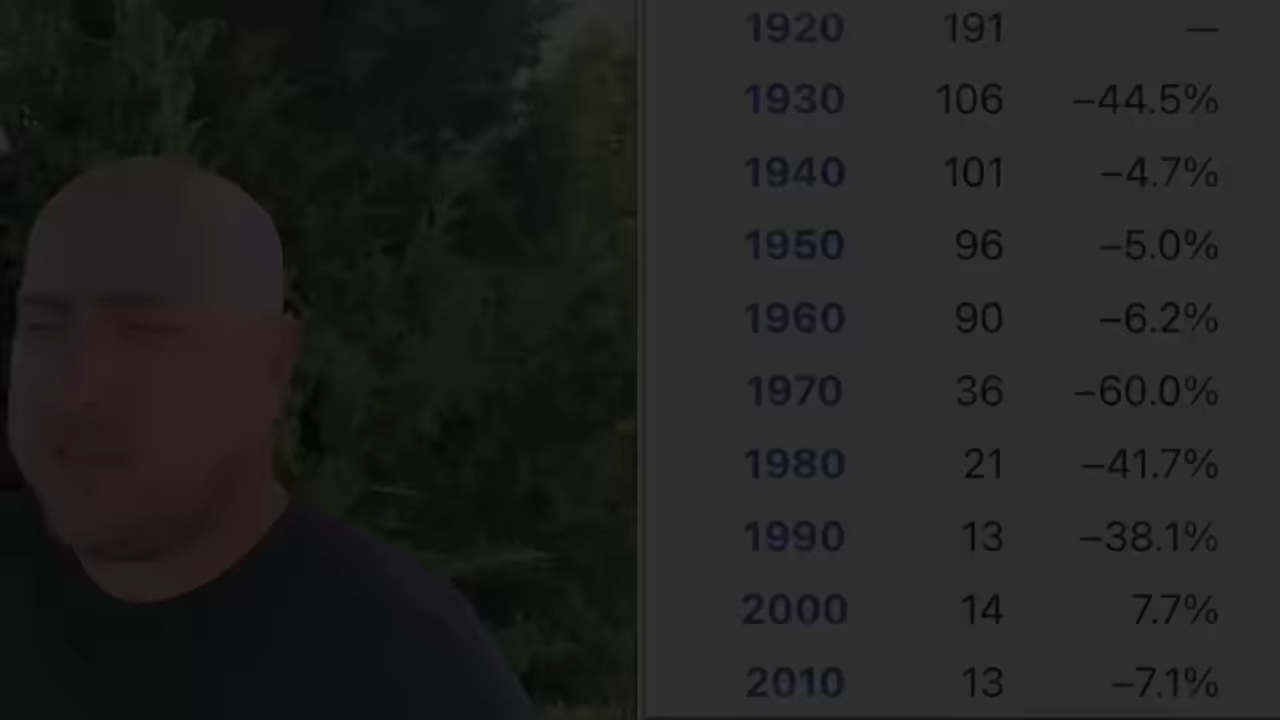 1920 191 —
1930 106 −44.5%
1940 101 −4.7%
1950 96 −5.0%
1960 90 −6.2%
1970 36 −60.0%
1980 21 −41.7%
1990 13 −38.1%
2000 14 7.7%
2010 13 −7.1%